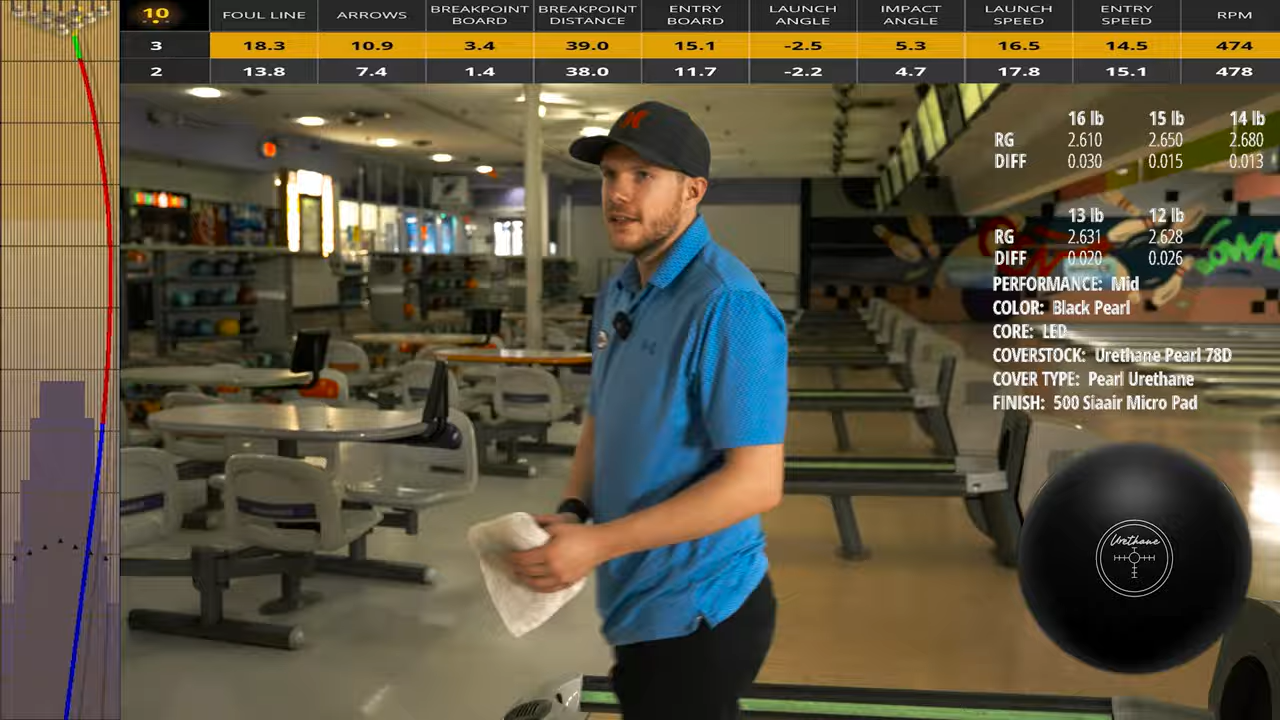 10 FOUL LINE ARROWS BREAKPOINT BOARD BREAKPOINT DISTANCE ENTRY BOARD LAUNCH ANGLE IMPACT ANGLE LAUNCH SPEED ENTRY SPEED RPM
3 18.3 10.9 3.4 39.0 15.1 -2.5 5.3 16.5 14.5 474
2 13.8 7.4 1.4 38.0 11.7 -2.2 4.7 17.8 15.1 478
16 lb 15 lb 14 lb
RG 2.610 2.650 2.680
DIFF 0.030 0.015 0.013
13 lb 12 lb
RG 2.631 2.628
DIFF 0.020 0.026
PERFORMANCE: Mid
COLOR: Black Pearl
CORE: LED
COVERSTOCK: Urethane Pearl 78D
COVER TYPE: Pearl Urethane
FINISH: 500 Siaair Micro Pad
Urethane